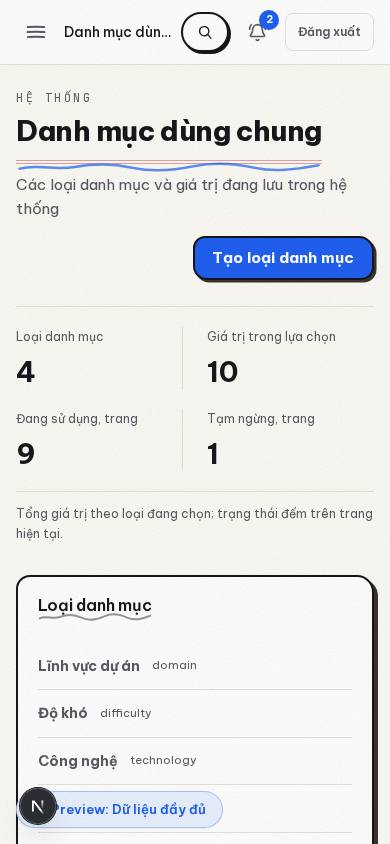 Danh mục dùn...
2
Đăng xuất
HỆ THỐNG
Danh mục dùng chung
Các loại danh mục và giá trị đang lưu trong hệ
thống
Tạo loại danh mục
Loại danh mục
Giá trị trong lựa chọn
4
10
Đang sử dụng, trang
Tạm ngừng, trang
9
1
Tổng giá trị theo loại đang chọn; trạng thái đếm trên trang
hiện tại.
Loại danh mục
Lĩnh vực dự án domain
Độ khó difficulty
Công nghệ technology
N
Preview: Dữ liệu đầy đủ